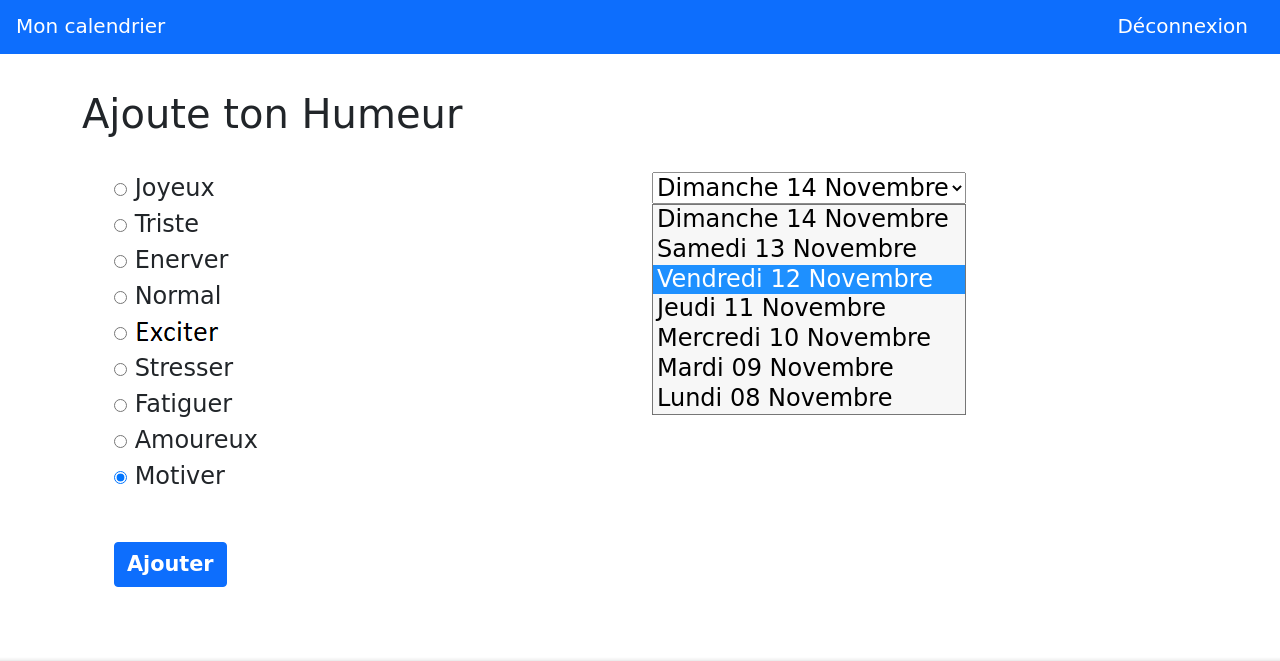 Mon calendrier
Déconnexion
Ajoute ton Humeur
Joyeux
Triste
Enerver
Normal
Exciter
Stresser
Fatiguer
Amoureux
Motiver
Dimanche 14 Novembre
Dimanche 14 Novembre
Samedi 13 Novembre
Vendredi 12 Novembre
Jeudi 11 Novembre
Mercredi 10 Novembre
Mardi 09 Novembre
Lundi 08 Novembre
Ajouter